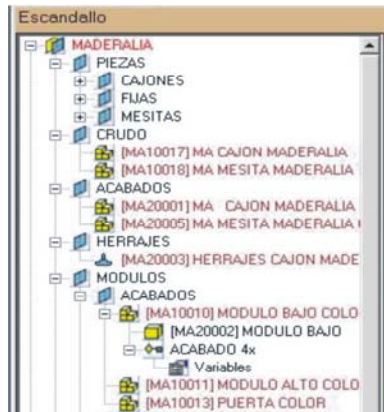 Escandallo
MADERALIA
PIEZAS
CAJONES
FIJAS
MESITAS
CRUDO
[MA10017] MA CAJON MADERALIA
[MA10018] MA MESITA MADERALIA
ACABADOS
[MA20001] MA CAJON MADERALIA
[MA20005] MA MESITA MADERALIA
HERRAJES
[MA20003] HERRAJES CAJON MADE
MODULOS
ACABADOS
[MA10010] MODULO BAJO COLO
[MA20002] MODULO BAJO
ACABADO 4x
Variables
[MA10011] MODULO ALTO COLO
[MA10013] PUERTA COLOR